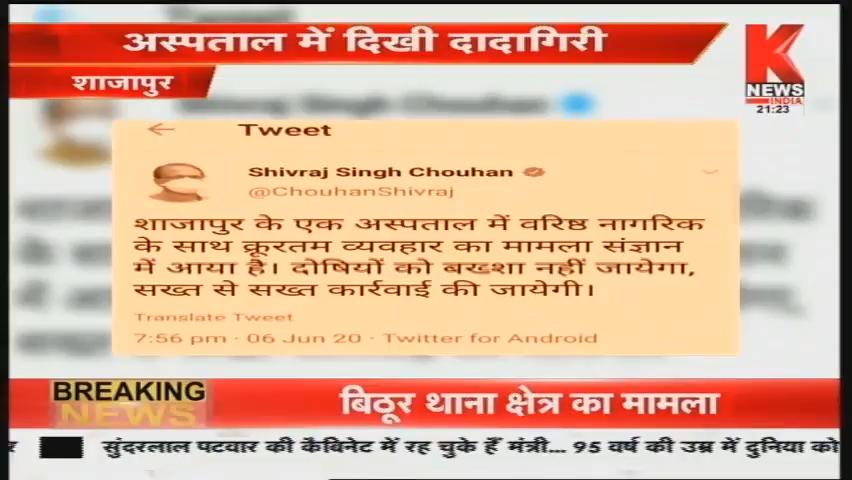 अस्पताल में दिखी दादागिरी
शाजापुर
K
NEWS
INDIA
21:23
Tweet
Shivraj Singh Chouhan
@ChouhanShivraj
शाजापुर के एक अस्पताल में वरिष्ठ नागरिक
के साथ क्रूरतम व्यवहार का मामला संज्ञान
में आया है। दोषियों को बख्शा नहीं जायेगा,
सख्त से सख्त कार्रवाई की जायेगी।
Translate Tweet
7:56 pm · 06 Jun 20 · Twitter for Android
BREAKING
NEWS
बिठूर थाना क्षेत्र का मामला
सुंदरलाल पटवार की कैबिनेट में रह चुके हैं मंत्री... 95 वर्ष की उम्र में दुनिया को